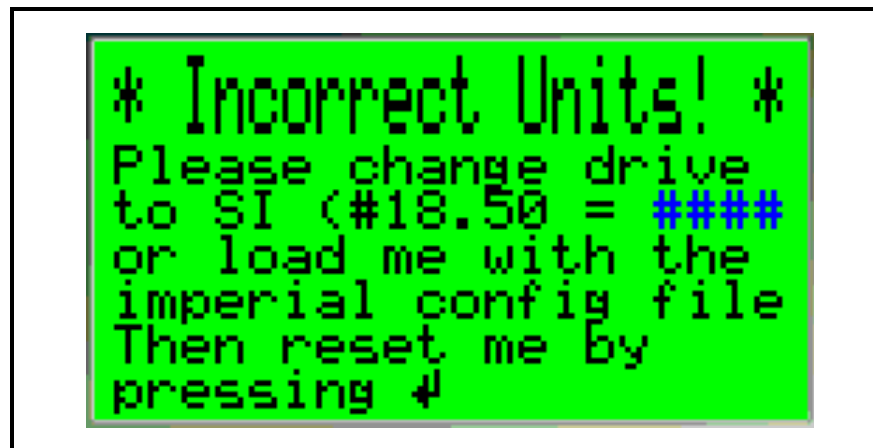 * Incorrect Units! *
Please change drive
to SI (#18.50 = ####
or load me with the
imperial config file
Then reset me by
pressing ↲